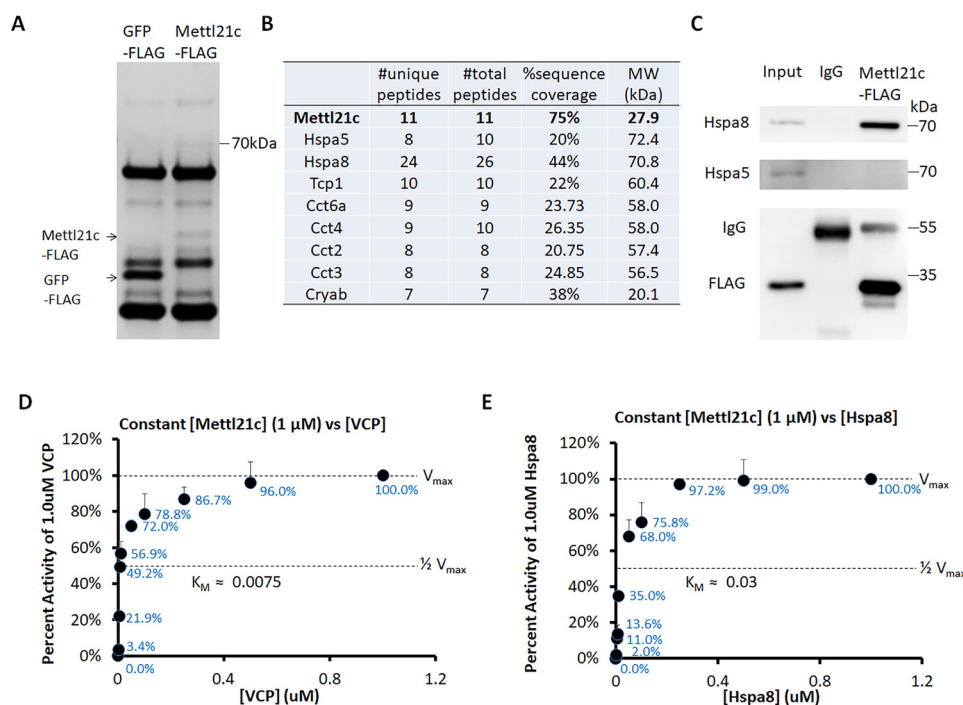 A
GFP
-FLAG
Mettl21c
-FLAG
70kDa
Mettl21c
-FLAG
GFP
-FLAG
B
#unique peptides #total peptides %sequence coverage MW (kDa)
Mettl21c 11 11 75% 27.9
Hspa5 8 10 20% 72.4
Hspa8 24 26 44% 70.8
Tcp1 10 10 22% 60.4
Cct6a 9 9 23.73 58.0
Cct4 9 10 26.35 58.0
Cct2 8 8 20.75 57.4
Cct3 8 8 24.85 56.5
Cryab 7 7 38% 20.1
C
Input IgG Mettl21c
-FLAG
kDa
Hspa8 70
Hspa5 70
IgG 55
35
FLAG
D
Constant [Mettl21c] (1 µM) vs [VCP]
Percent Activity of 1.0uM VCP
120%
100%
80%
60%
40%
20%
0%
Vmax
100.0%
96.0%
86.7%
78.8%
72.0%
56.9%
½ Vmax
49.2%
KM ≈ 0.0075
21.9%
3.4%
0.0%
0 0.4 0.8 1.2
[VCP] (uM)
E
Constant [Mettl21c] (1 µM) vs [Hspa8]
Percent Activity of 1.0uM Hspa8
120%
100%
80%
60%
40%
20%
0%
Vmax
97.2%
99.0%
100.0%
75.8%
68.0%
½ Vmax
KM ≈ 0.03
35.0%
13.6%
11.0%
2.0%
0.0%
0 0.4 0.8 1.2
[Hspa8] (uM)